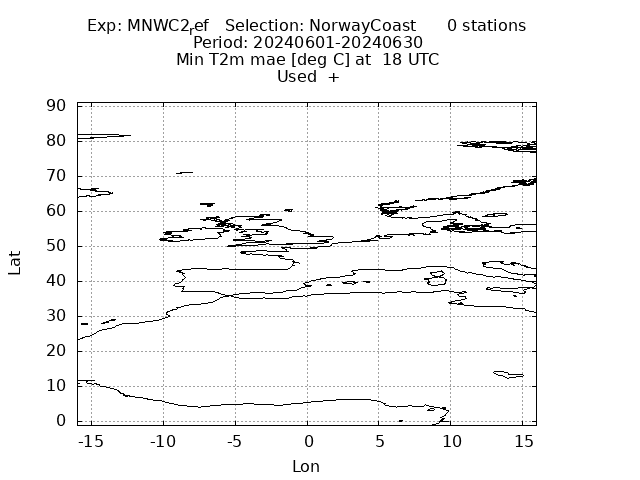 Exp: MNWC2ref   Selection: NorwayCoast      0 stations
Period: 20240601-20240630
Min T2m mae [deg C] at  18 UTC
Used  +
90
80
70
60
50
40
30
20
10
0
Lat
-15 -10 -5 0 5 10 15
Lon